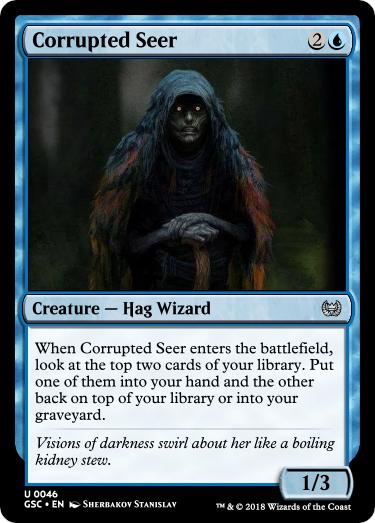 Corrupted Seer 2
Creature — Hag Wizard
When Corrupted Seer enters the battlefield,
look at the top two cards of your library. Put
one of them into your hand and the other
back on top of your library or into your
graveyard.
Visions of darkness swirl about her like a boiling
kidney stew.
1/3
U 0046
GSC • EN Sherbakov Stanislav
™ & © 2018 Wizards of the Coast